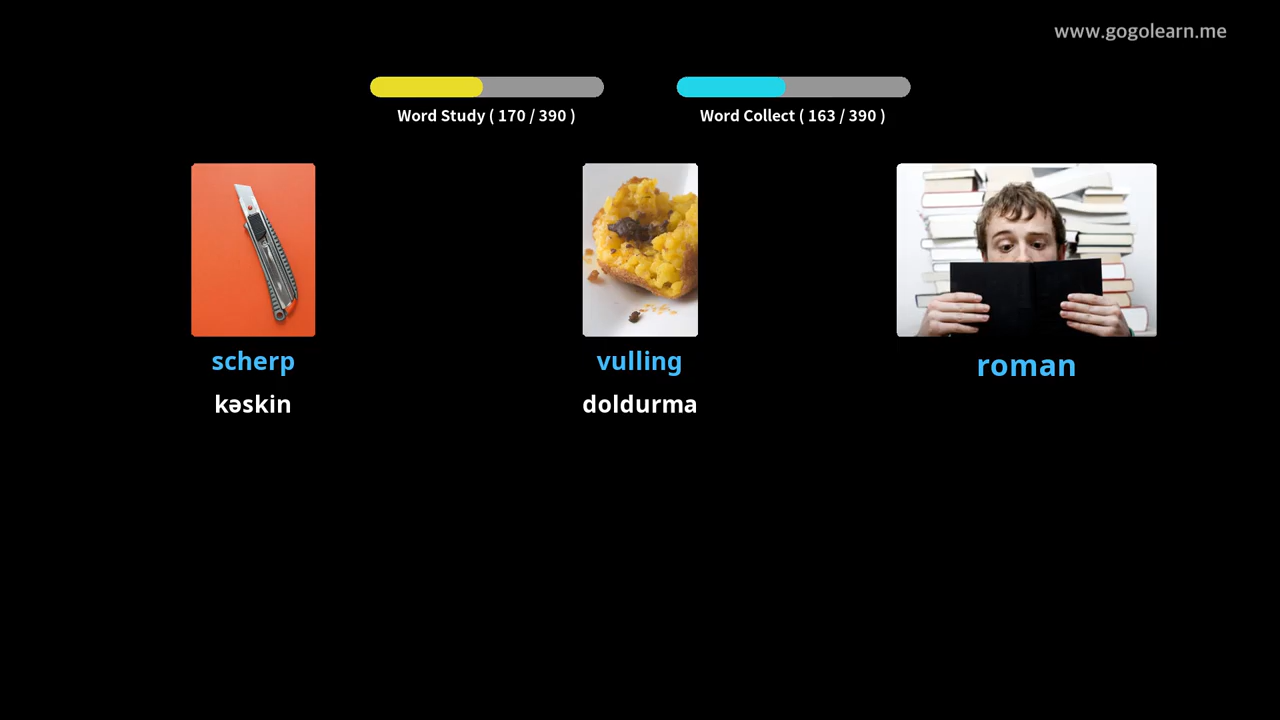 www.gogolearn.me
Word Study ( 170 / 390 )
Word Collect ( 163 / 390 )
scherp
vulling
roman
kəskin
doldurma